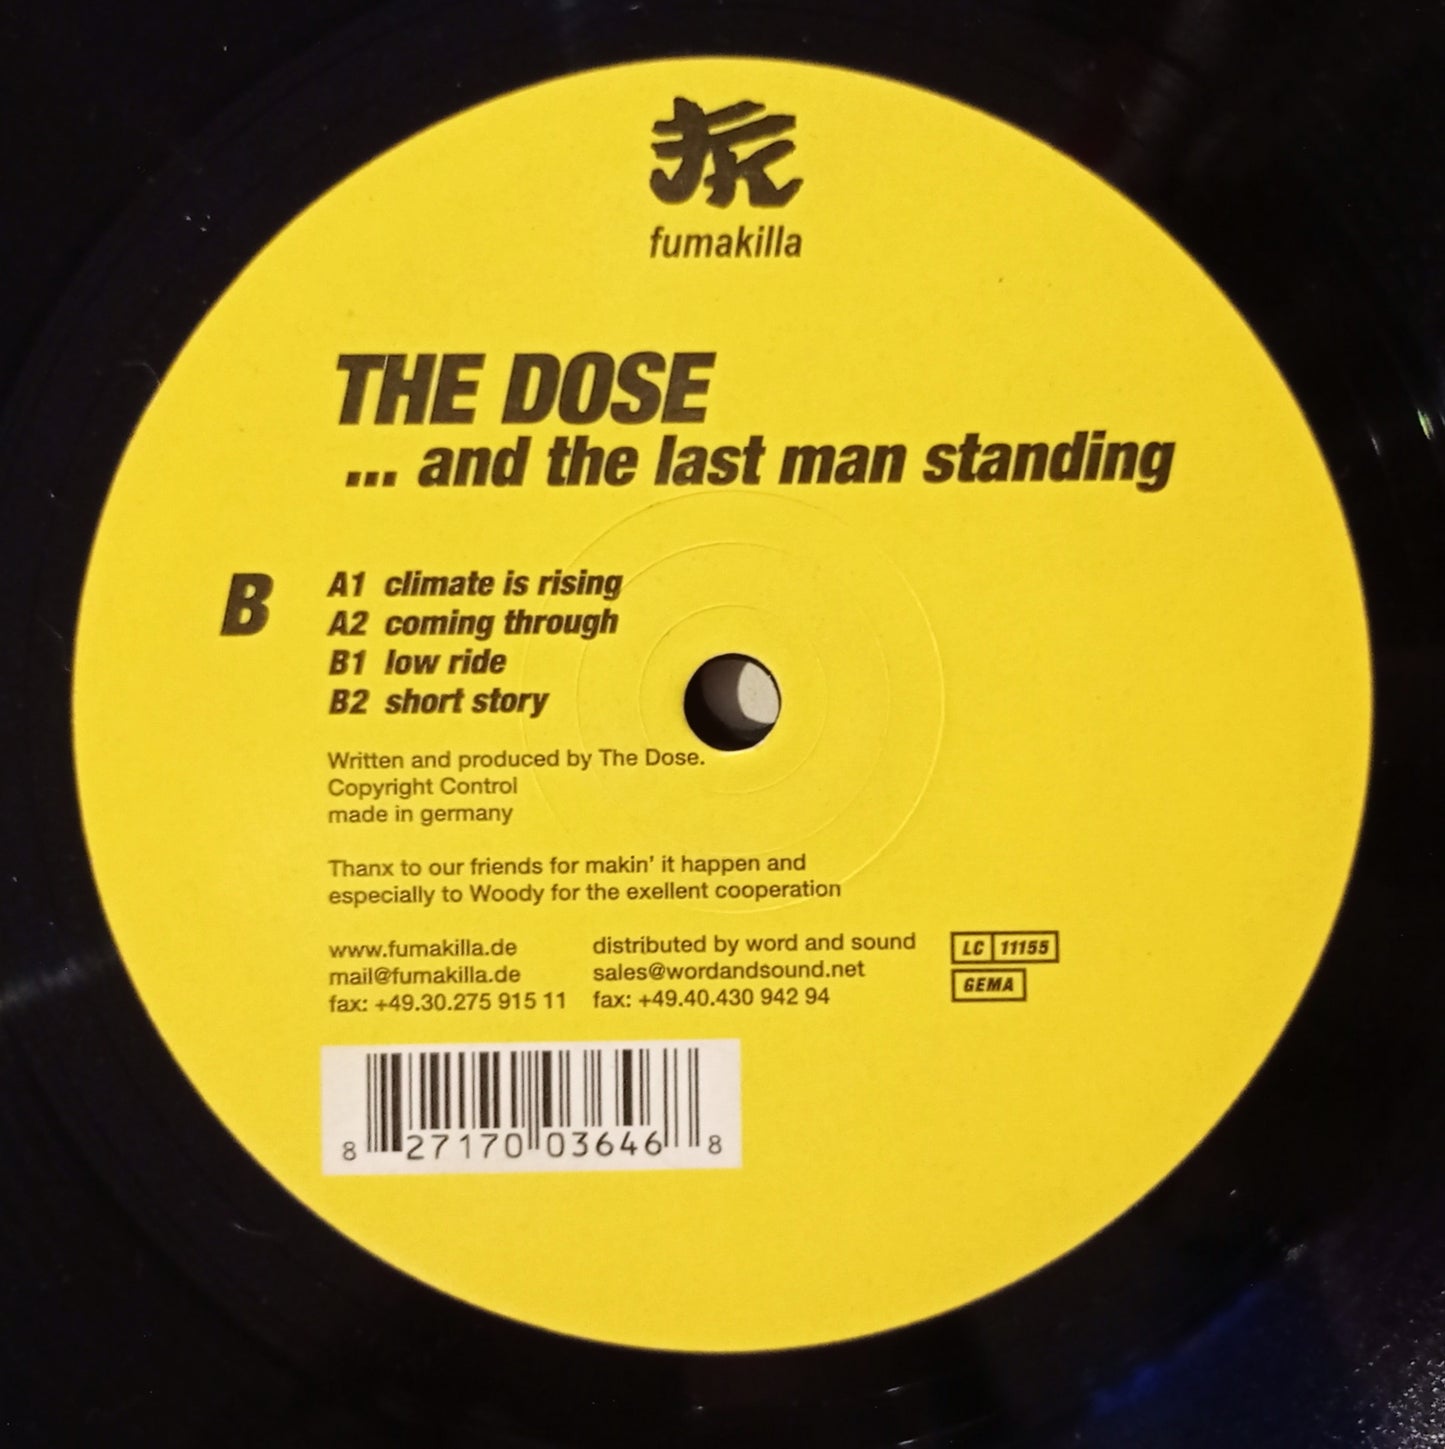 fumakilla
THE DOSE
... and the last man standing
B
A1 climate is rising
A2 coming through
B1 low ride
B2 short story
Written and produced by The Dose.
Copyright Control
made in germany
Thanx to our friends for makin' it happen and
especially to Woody for the exellent cooperation
www.fumakilla.de
mail@fumakilla.de
fax: +49.30.275 915 11
distributed by word and sound
sales@wordandsound.net
fax: +49.40.430 942 94
LC 11155
GEMA
8 27170 03646 8